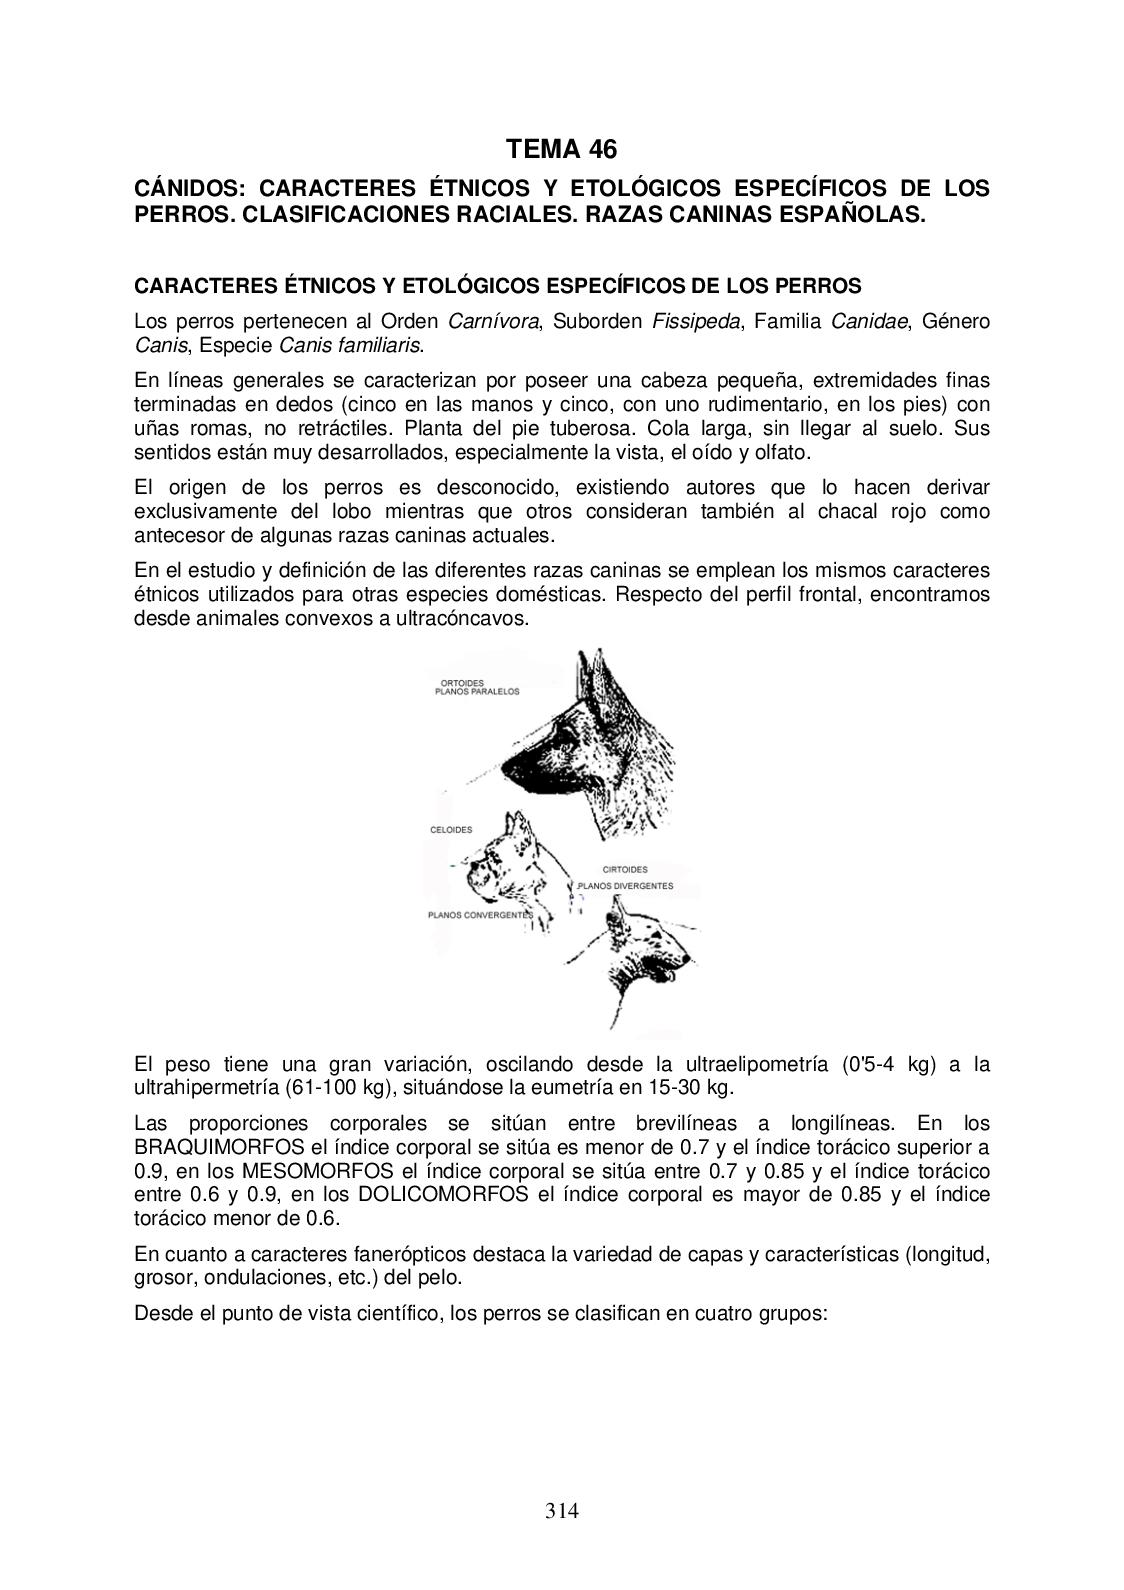 TEMA 46
CÁNIDOS: CARACTERES ÉTNICOS Y ETOLÓGICOS ESPECÍFICOS DE LOS
PERROS. CLASIFICACIONES RACIALES. RAZAS CANINAS ESPAÑOLAS.
CARACTERES ÉTNICOS Y ETOLÓGICOS ESPECÍFICOS DE LOS PERROS
Los perros pertenecen al Orden Carnívora, Suborden Fissipeda, Familia Canidae, Género
Canis, Especie Canis familiaris.
En líneas generales se caracterizan por poseer una cabeza pequeña, extremidades finas
terminadas en dedos (cinco en las manos y cinco, con uno rudimentario, en los pies) con
uñas romas, no retráctiles. Planta del pie tuberosa. Cola larga, sin llegar al suelo. Sus
sentidos están muy desarrollados, especialmente la vista, el oído y olfato.
El origen de los perros es desconocido, existiendo autores que lo hacen derivar
exclusivamente del lobo mientras que otros consideran también al chacal rojo como
antecesor de algunas razas caninas actuales.
En el estudio y definición de las diferentes razas caninas se emplean los mismos caracteres
étnicos utilizados para otras especies domésticas. Respecto del perfil frontal, encontramos
desde animales convexos a ultracóncavos.
ORTOIDES
PLANOS PARALELOS
CELOIDES
CIRTOIDES
PLANOS DIVERGENTES
PLANOS CONVERGENTES
El peso tiene una gran variación, oscilando desde la ultraelipometría (0'5-4 kg) a la
ultrahipermetría (61-100 kg), situándose la eumetría en 15-30 kg.
Las proporciones corporales se sitúan entre brevilíneas a longilíneas. En los
BRAQUIMORFOS el índice corporal se sitúa es menor de 0.7 y el índice torácico superior a
0.9, en los MESOMORFOS el índice corporal se sitúa entre 0.7 y 0.85 y el índice torácico
entre 0.6 y 0.9, en los DOLICOMORFOS el índice corporal es mayor de 0.85 y el índice
torácico menor de 0.6.
En cuanto a caracteres fanerópticos destaca la variedad de capas y características (longitud,
grosor, ondulaciones, etc.) del pelo.
Desde el punto de vista científico, los perros se clasifican en cuatro grupos:
314